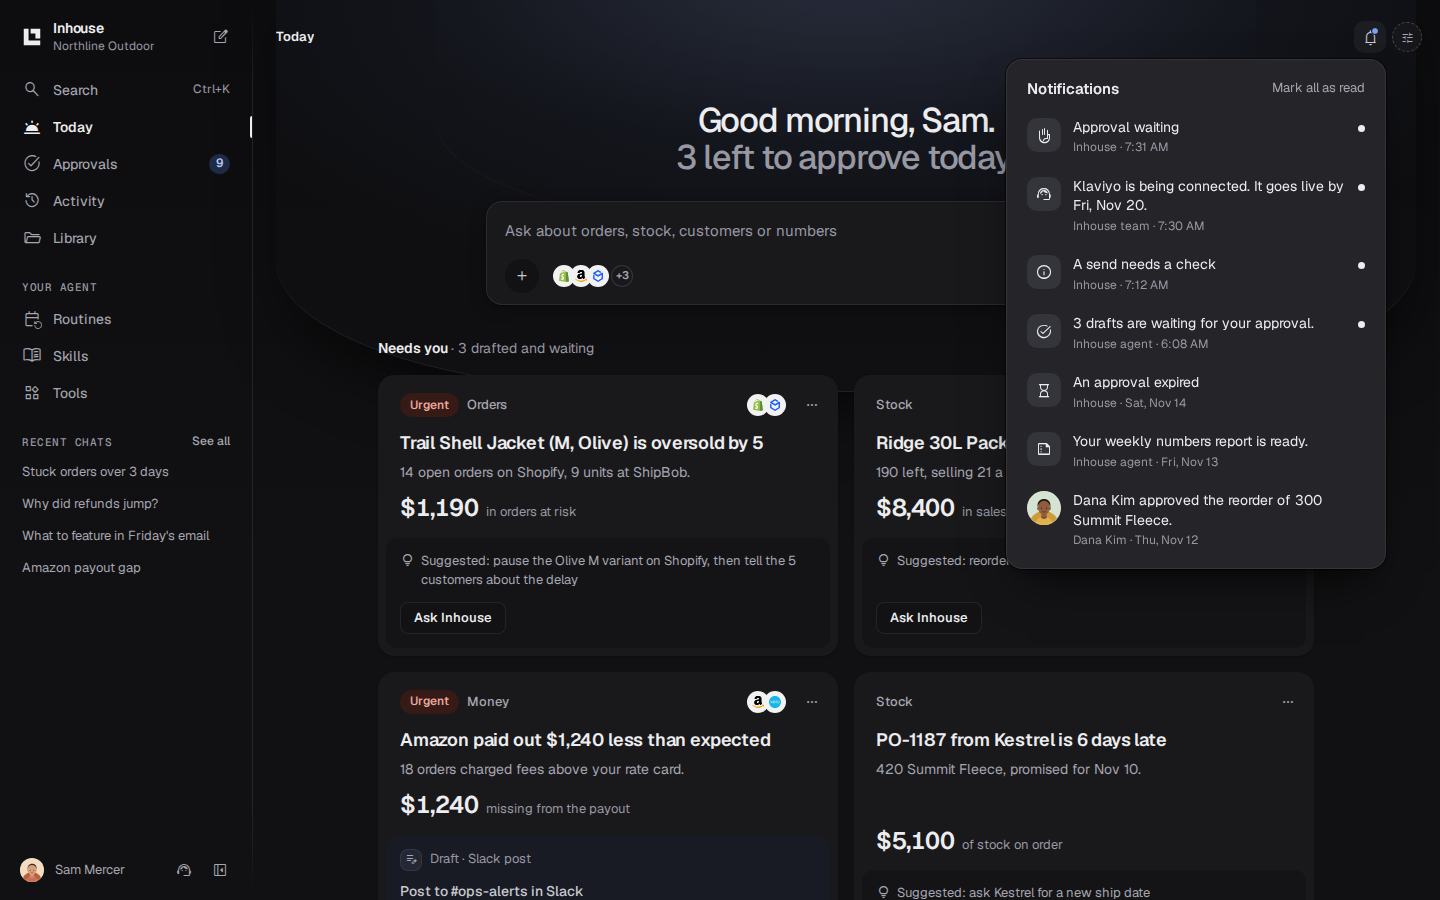 Inhouse
Northline Outdoor
Search Ctrl+K
Today
Approvals 9
Activity
Library
YOUR AGENT
Routines
Skills
Tools
RECENT CHATS See all
Stuck orders over 3 days
Why did refunds jump?
What to feature in Friday's email
Amazon payout gap
Sam Mercer
Today
Good morning, Sam.
3 left to approve today
Ask about orders, stock, customers or numbers
+ a +3
Needs you · 3 drafted and waiting
Urgent Orders
Trail Shell Jacket (M, Olive) is oversold by 5
14 open orders on Shopify, 9 units at ShipBob.
$1,190 in orders at risk
Suggested: pause the Olive M variant on Shopify, then tell the 5
customers about the delay
Ask Inhouse
Stock
Ridge 30L Pack
190 left, selling 21 a
$8,400 in sales
Suggested: reorder
Ask Inhouse
Urgent Money
a
Amazon paid out $1,240 less than expected
18 orders charged fees above your rate card.
$1,240 missing from the payout
Draft · Slack post
Post to #ops-alerts in Slack
Stock
PO-1187 from Kestrel is 6 days late
420 Summit Fleece, promised for Nov 10.
$5,100 of stock on order
Suggested: ask Kestrel for a new ship date
Notifications Mark all as read
Approval waiting
Inhouse · 7:31 AM
Klaviyo is being connected. It goes live by
Fri, Nov 20.
Inhouse team · 7:30 AM
A send needs a check
Inhouse · 7:12 AM
3 drafts are waiting for your approval.
Inhouse agent · 6:08 AM
An approval expired
Inhouse · Sat, Nov 14
Your weekly numbers report is ready.
Inhouse agent · Fri, Nov 13
Dana Kim approved the reorder of 300
Summit Fleece.
Dana Kim · Thu, Nov 12